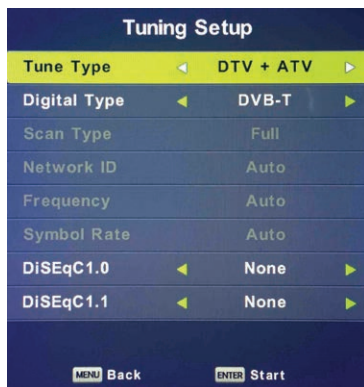 Tuning Setup
Tune Type DTV + ATV
Digital Type DVB-T
Scan Type Full
Network ID Auto
Frequency Auto
Symbol Rate Auto
DiSEqC1.0 None
DiSEqC1.1 None
MENU Back ENTER Start